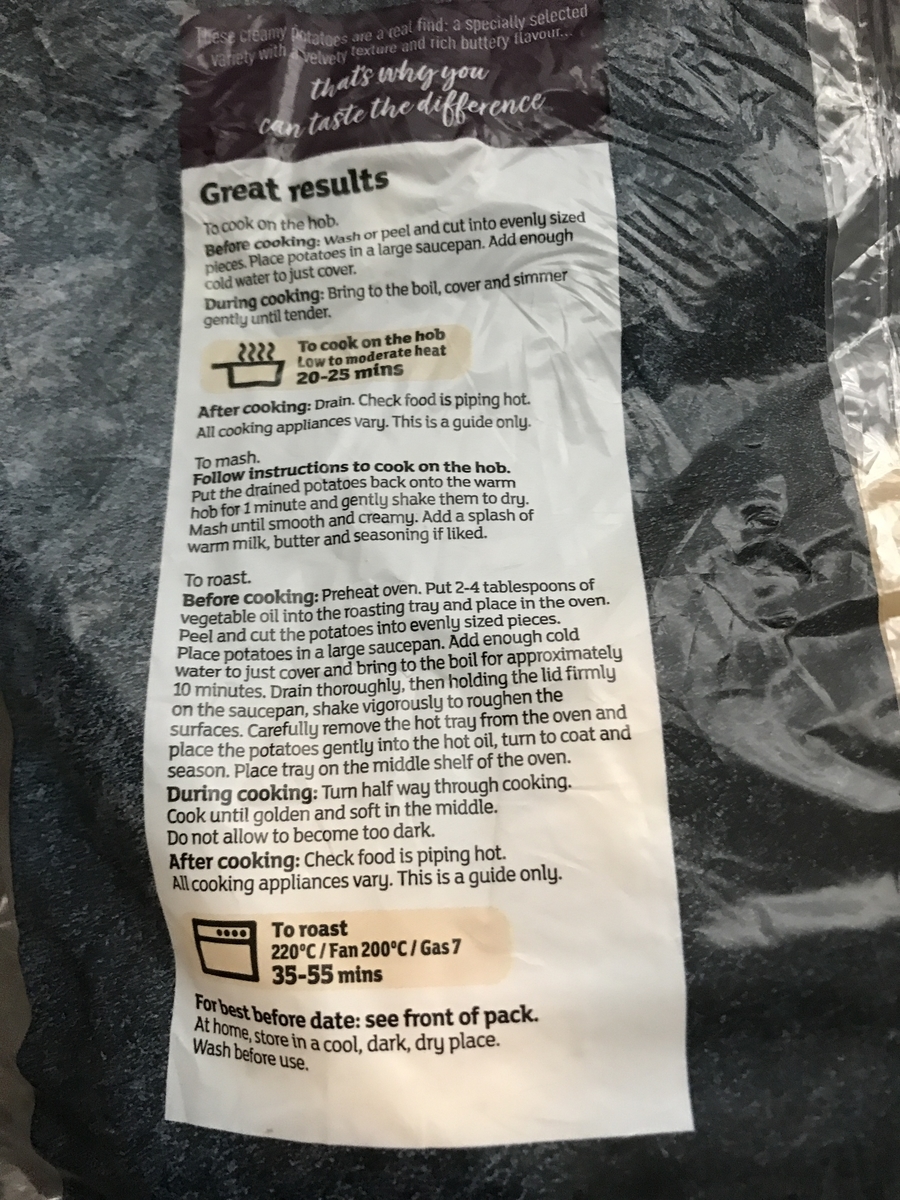 These creamy potatoes are a real find: a specially selected
variety with a velvety texture and rich buttery flavour...
that's why you
can taste the difference
Great results
To cook on the hob.
Before cooking: Wash or peel and cut into evenly sized
pieces. Place potatoes in a large saucepan. Add enough
cold water to just cover.
During cooking: Bring to the boil, cover and simmer
gently until tender.
To cook on the hob
Low to moderate heat
20-25 mins
After cooking: Drain. Check food is piping hot.
All cooking appliances vary. This is a guide only.
To mash.
Follow instructions to cook on the hob.
Put the drained potatoes back onto the warm
hob for 1 minute and gently shake them to dry.
Mash until smooth and creamy. Add a splash of
warm milk, butter and seasoning if liked.
To roast.
Before cooking: Preheat oven. Put 2-4 tablespoons of
vegetable oil into the roasting tray and place in the oven.
Peel and cut the potatoes into evenly sized pieces.
Place potatoes in a large saucepan. Add enough cold
water to just cover and bring to the boil for approximately
10 minutes. Drain thoroughly, then holding the lid firmly
on the saucepan, shake vigorously to roughen the
surfaces. Carefully remove the hot tray from the oven and
place the potatoes gently into the hot oil, turn to coat and
season. Place tray on the middle shelf of the oven.
During cooking: Turn half way through cooking.
Cook until golden and soft in the middle.
Do not allow to become too dark.
After cooking: Check food is piping hot.
All cooking appliances vary. This is a guide only.
To roast
220°C / Fan 200°C / Gas 7
35-55 mins
For best before date: see front of pack.
At home, store in a cool, dark, dry place.
Wash before use.